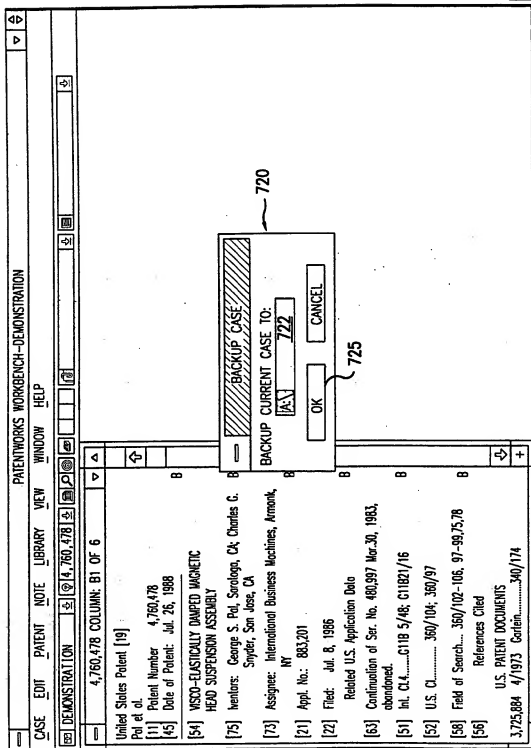 PATENTWORKS WORKBENCH-DEMONSTRATION
CASE EDIT PATENT NOTE LIBRARY VIEW WINDOW HELP
DEMONSTRATION 4,760,478
4,760,478 COLUMN: B1 OF 6
United States Patent [19]
Pal et al.
[11] Patent Number 4,760,478
[45] Date of Patent: Jul. 26, 1988
[54] VISCO-ELASTICALLY DAMPED MAGNETIC
HEAD SUSPENSION ASSEMBLY B
[75] Inventors: George S. Pal, Saratoga, CA; Charles G. B
Snyder, San Jose, CA
[73] Assignee: International Business Machines, Armonk, B
NY
[21] Appl. No.: 883,201 B
[22] Filed: Jul. 8, 1986 B
Related U.S. Application Data
[63] Continuation of Ser. No. 480,997 Mar.30, 1983, B
abandoned.
[51] Int. CL4......G11B 5/48; G11B21/16 B
[52] U.S. CL............ 360/104; 360/97 B
[58] Field of Search... 360/102-106, 97-99,75,78 B
[56] References Cited
U.S. PATENT DOCUMENTS
3,725,884 4/1973 340/174
BACKUP CASE
BACKUP CURRENT CASE TO:
A:\ 722
OK CANCEL
720
725